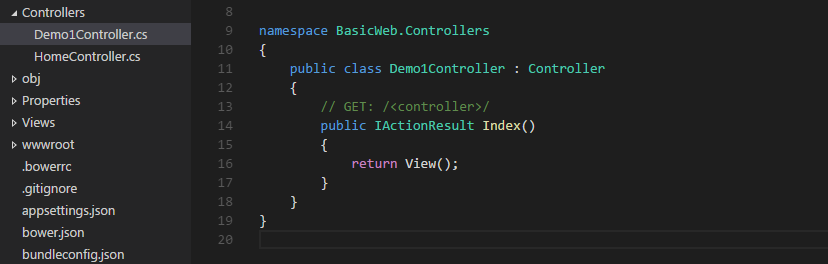 Controllers
Demo1Controller.cs
HomeController.cs
obj
Properties
Views
wwwroot
.bowerrc
.gitignore
appsettings.json
bower.json
bundleconfig.json
8
9 namespace BasicWeb.Controllers
10 {
11 public class Demo1Controller : Controller
12 {
13 // GET: /<controller>/
14 public IActionResult Index()
15 {
16 return View();
17 }
18 }
19 }
20